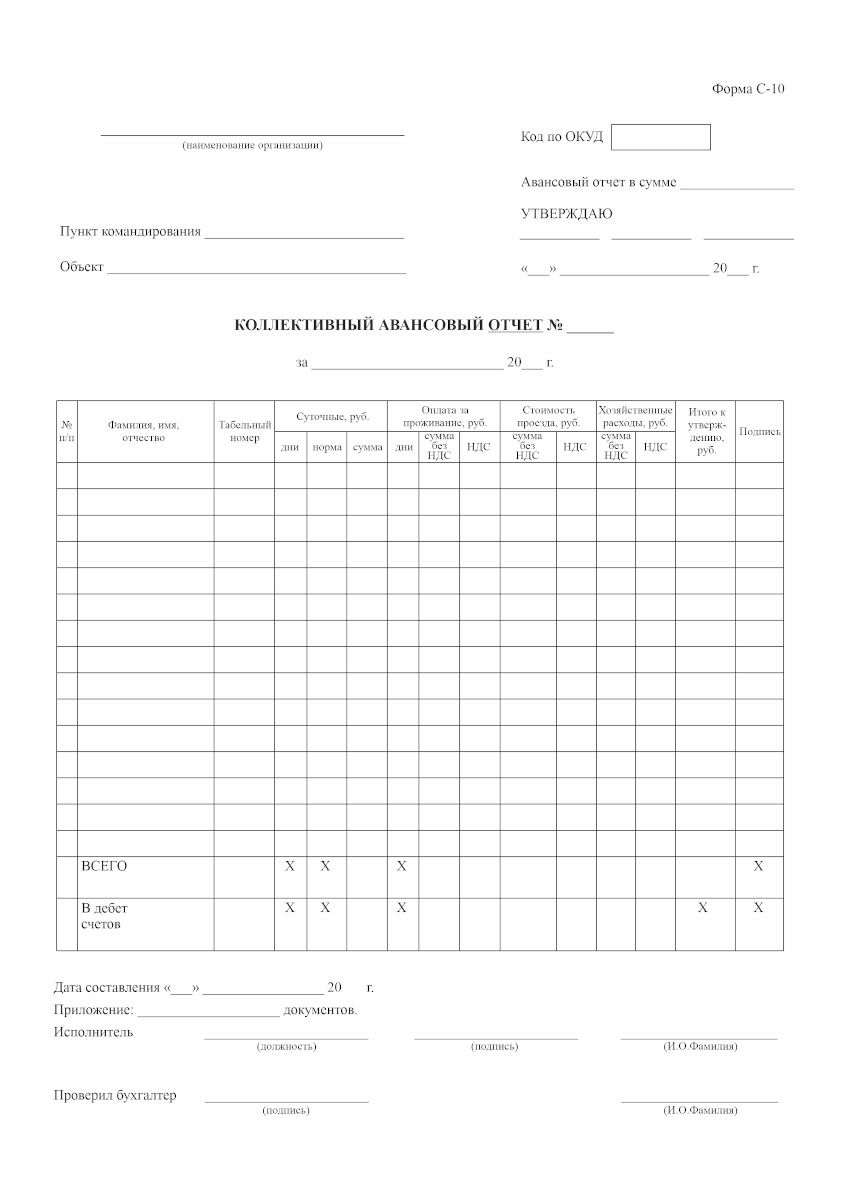 Форма С-10
(наименование организации)
Код по ОКУД
Авансовый отчет в сумме ________________
УТВЕРЖДАЮ
Пункт командирования ____________________________
Объект __________________________________________
«___» _____________________ 20___ г.
КОЛЛЕКТИВНЫЙ АВАНСОВЫЙ ОТЧЕТ № ______
за ___________________________ 20___ г.
№ п/п
Фамилия, имя, отчество
Табельный номер
Суточные, руб.
дни норма сумма
Оплата за проживание, руб.
дни сумма без НДС НДС
Стоимость проезда, руб.
сумма без НДС НДС
Хозяйственные расходы, руб.
сумма без НДС НДС
Итого к утверж- дению, руб.
Подпись
ВСЕГО Х Х Х Х
В дебет счетов Х Х Х Х Х
Дата составления «___» _________________ 20 г.
Приложение: ____________________ документов.
Исполнитель
(должность) (подпись) (И.О.Фамилия)
Проверил бухгалтер
(подпись) (И.О.Фамилия)